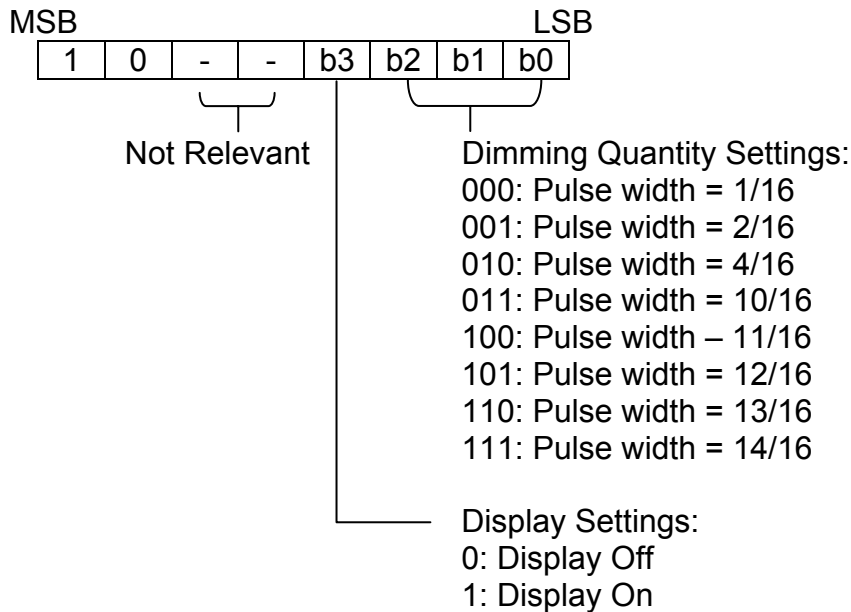 MSB LSB
1 0 - - b3 b2 b1 b0
Not Relevant
Dimming Quantity Settings:
000: Pulse width = 1/16
001: Pulse width = 2/16
010: Pulse width = 4/16
011: Pulse width = 10/16
100: Pulse width – 11/16
101: Pulse width = 12/16
110: Pulse width = 13/16
111: Pulse width = 14/16
Display Settings:
0: Display Off
1: Display On